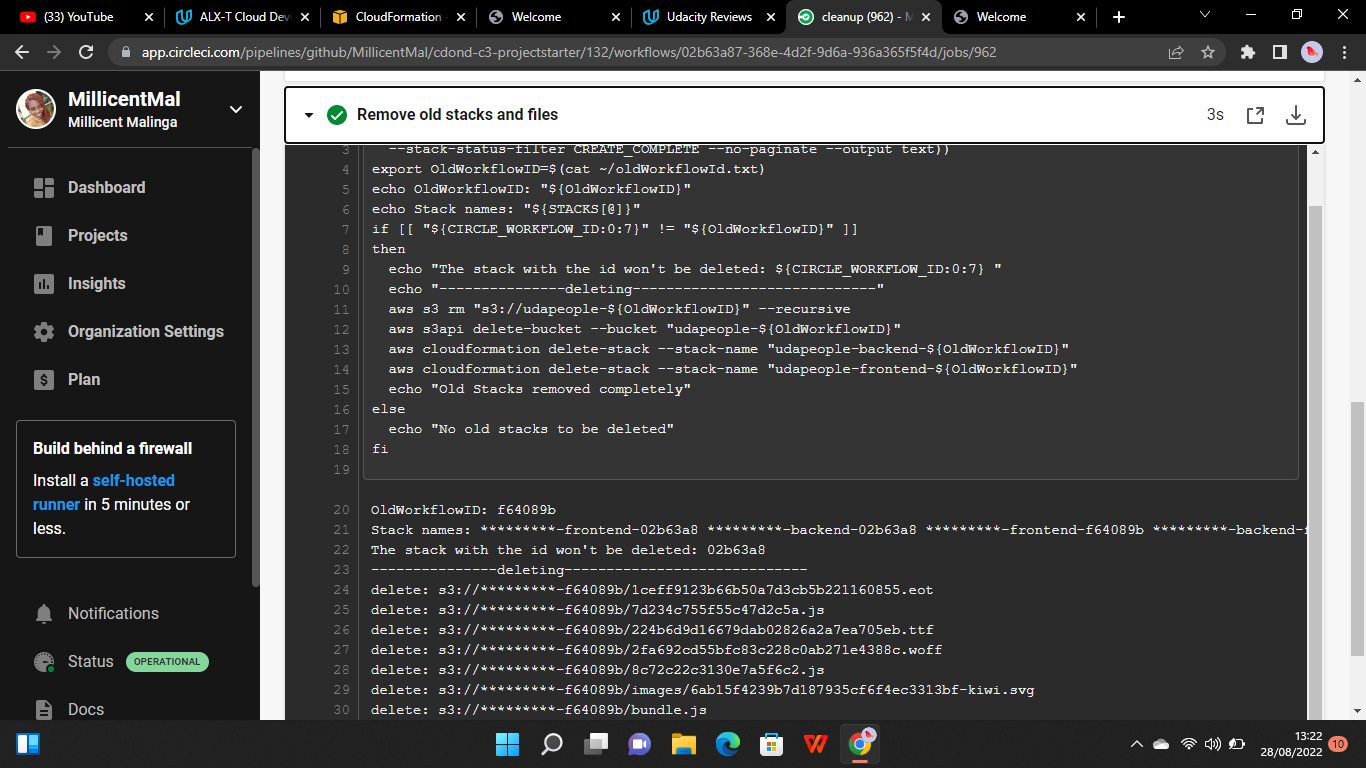 (33) YouTube
ALX-T Cloud Dev
CloudFormation
Welcome
Udacity Reviews
cleanup (962) - M
Welcome
app.circleci.com/pipelines/github/MillicentMal/cdond-c3-projectstarter/132/workflows/02b63a87-368e-4d2f-9d6a-936a365f5f4d/jobs/962
MillicentMal
Millicent Malinga
Dashboard
Projects
Insights
Organization Settings
Plan
Build behind a firewall
Install a self-hosted
runner in 5 minutes or
less.
Notifications
Status OPERATIONAL
Docs
Remove old stacks and files
3s
3 --stack-status-filter CREATE_COMPLETE --no-paginate --output text))
4 export OldWorkflowID=$(cat ~/oldWorkflowId.txt)
5 echo OldWorkflowID: "${OldWorkflowID}"
6 echo Stack names: "${STACKS[@]}"
7 if [[ "${CIRCLE_WORKFLOW_ID:0:7}" != "${OldWorkflowID}" ]]
8 then
9 echo "The stack with the id won't be deleted: ${CIRCLE_WORKFLOW_ID:0:7} "
10 echo "---------------deleting-----------------------------"
11 aws s3 rm "s3://udapeople-${OldWorkflowID}" --recursive
12 aws s3api delete-bucket --bucket "udapeople-${OldWorkflowID}"
13 aws cloudformation delete-stack --stack-name "udapeople-backend-${OldWorkflowID}"
14 aws cloudformation delete-stack --stack-name "udapeople-frontend-${OldWorkflowID}"
15 echo "Old Stacks removed completely"
16 else
17 echo "No old stacks to be deleted"
18 fi
19
20 OldWorkflowID: f64089b
21 Stack names: *********-frontend-02b63a8 *********-backend-02b63a8 *********-frontend-f64089b *********-backend-f
22 The stack with the id won't be deleted: 02b63a8
23 ---------------deleting-----------------------------
24 delete: s3://*********-f64089b/1ceff9123b66b50a7d3cb5b221160855.eot
25 delete: s3://*********-f64089b/7d234c755f55c47d2c5a.js
26 delete: s3://*********-f64089b/224b6d9d16679dab02826a2a7ea705eb.ttf
27 delete: s3://*********-f64089b/2fa692cd55bfc83c228c0ab271e4388c.woff
28 delete: s3://*********-f64089b/8c72c22c3130e7a5f6c2.js
29 delete: s3://*********-f64089b/images/6ab15f4239b7d187935cf6f4ec3313bf-kiwi.svg
30 delete: s3://*********-f64089b/bundle.js
13:22
28/08/2022
10